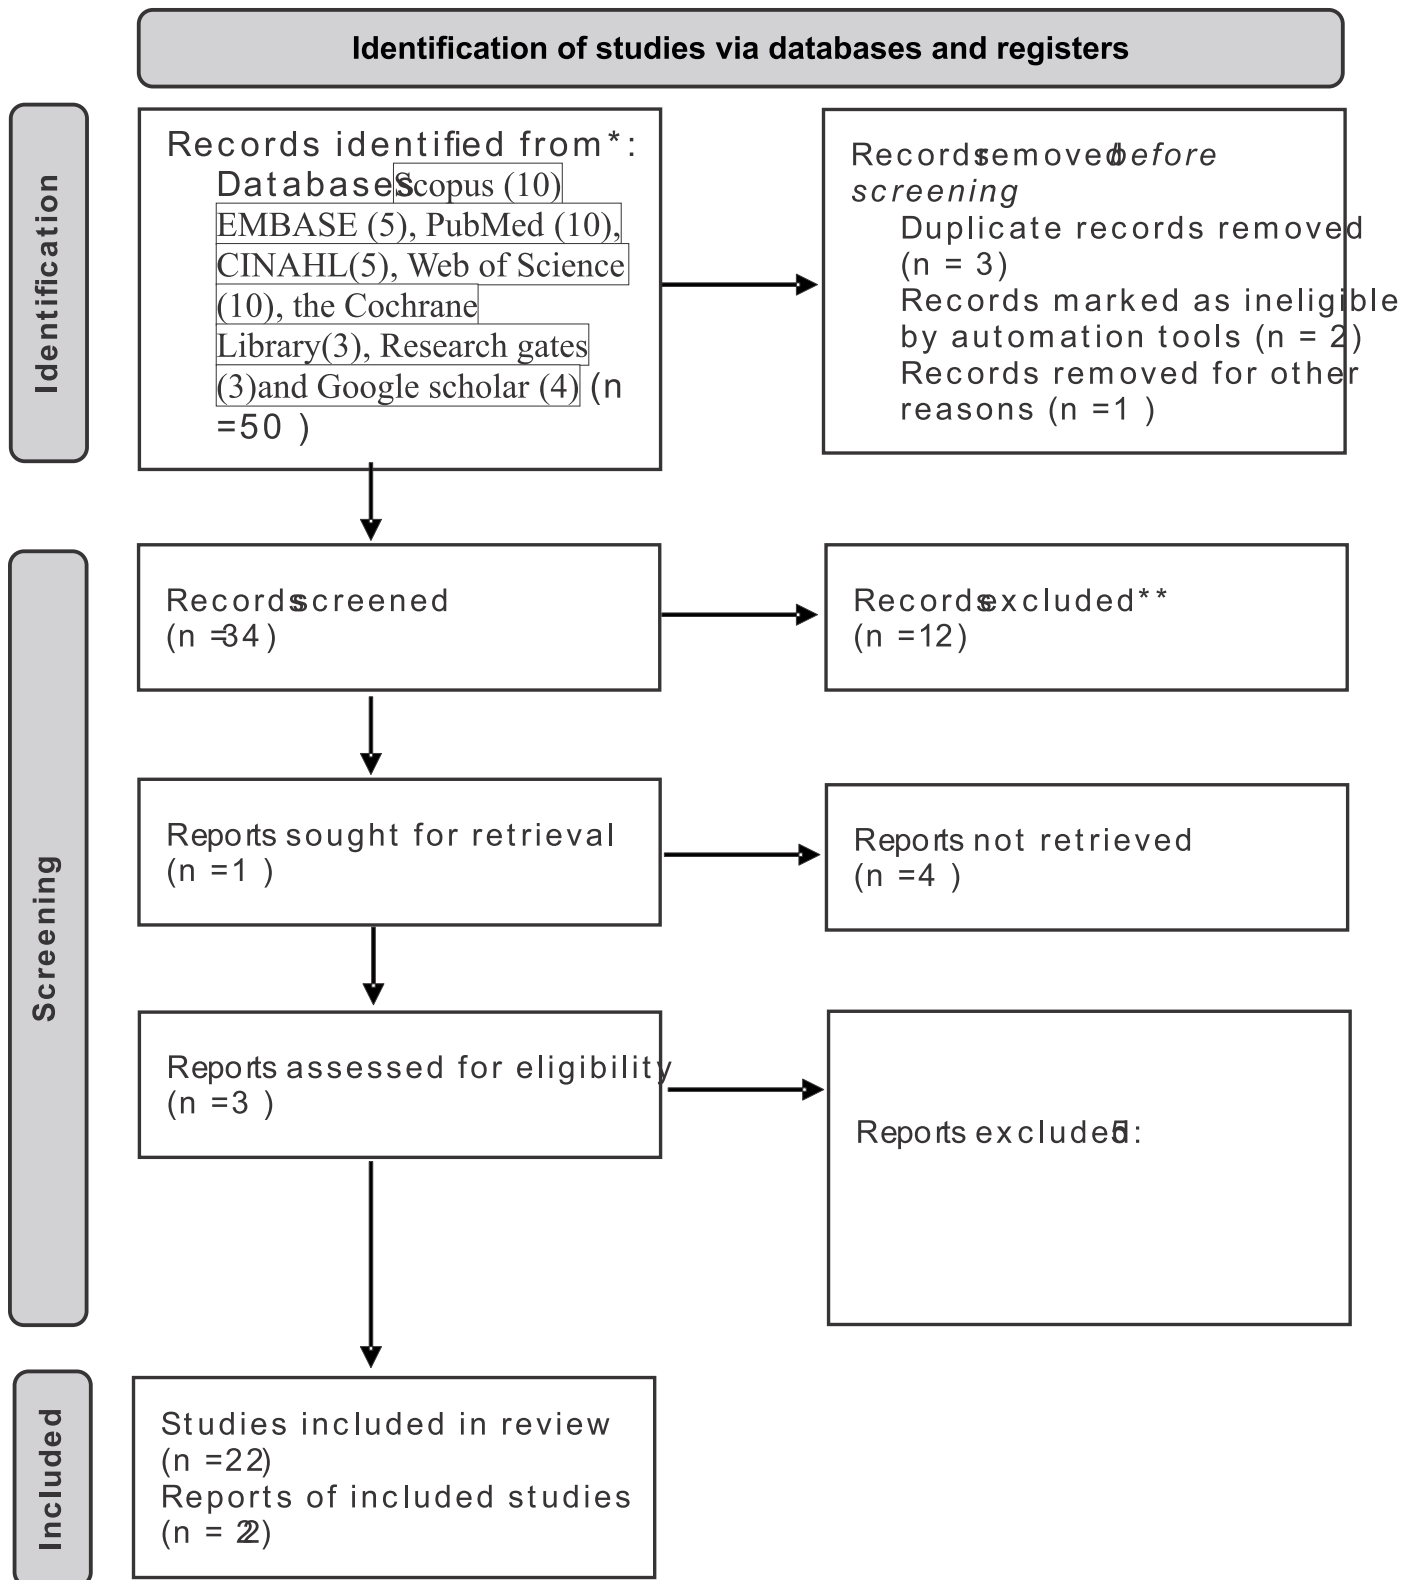 Identification of studies via databases and registers
Identification
Records identified from*:
Databases Scopus (10)
EMBASE (5), PubMed (10),
CINAHL(5), Web of Science
(10), the Cochrane
Library(3), Research gates
(3)and Google scholar (4) (n
=50 )
Records removed before
screening
Duplicate records removed
(n = 3)
Records marked as ineligible
by automation tools (n = 2)
Records removed for other
reasons (n =1 )
Screening
Records screened
(n =34)
Records excluded**
(n =12)
Reports sought for retrieval
(n =1 )
Reports not retrieved
(n =4 )
Reports assessed for eligibility
(n =3 )
Reports excluded5:
Included
Studies included in review
(n =22)
Reports of included studies
(n = 22)